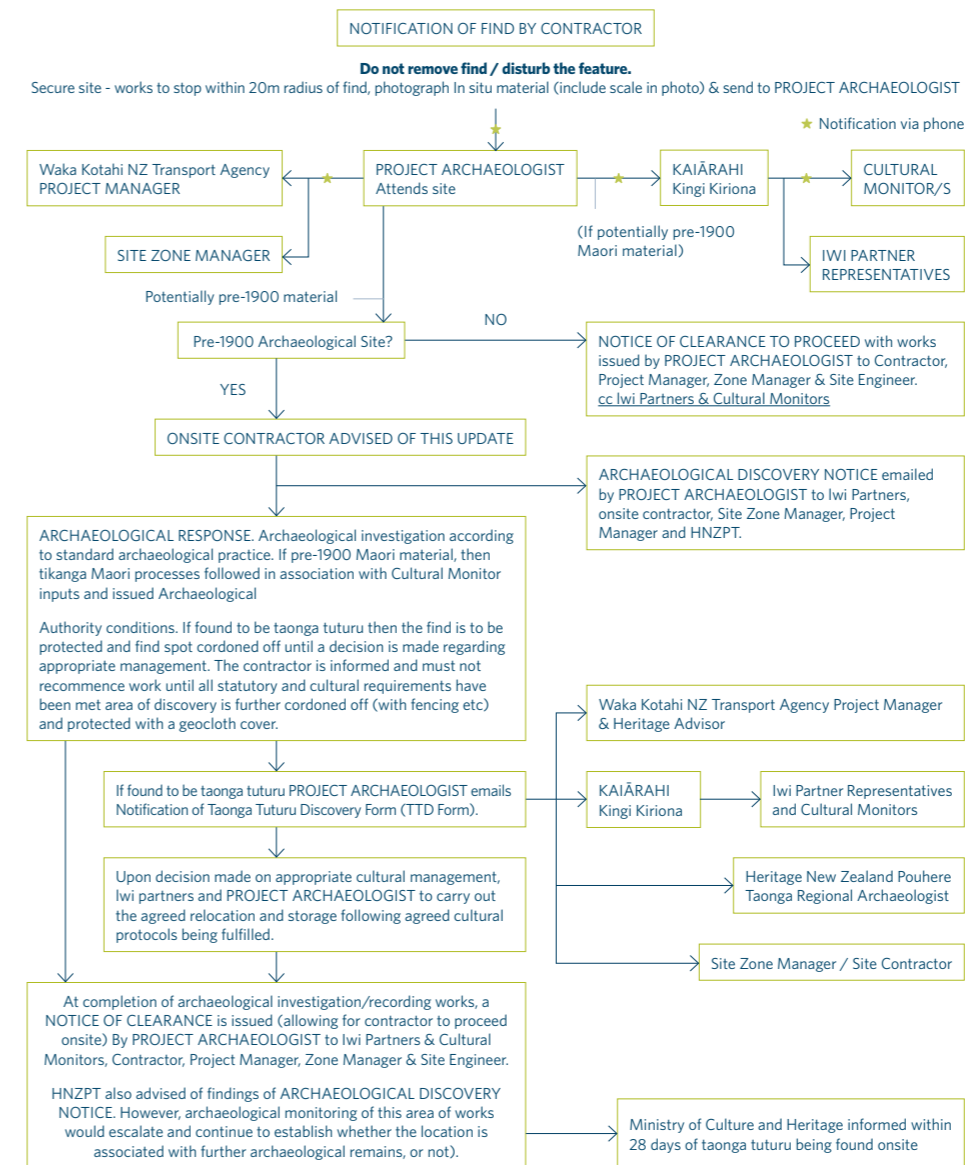 NOTIFICATION OF FIND BY CONTRACTOR
Do not remove find / disturb the feature.
Secure site - works to stop within 20m radius of find, photograph In situ material (include scale in photo) & send to PROJECT ARCHAEOLOGIST
★ Notification via phone
Waka Kotahi NZ Transport Agency
PROJECT MANAGER
PROJECT ARCHAEOLOGIST
Attends site
KAIĀRAHI
Kingi Kiriona
CULTURAL
MONITOR/S
SITE ZONE MANAGER
(If potentially pre-1900
Maori material)
IWI PARTNER
REPRESENTATIVES
Potentially pre-1900 material
Pre-1900 Archaeological Site?
NO
NOTICE OF CLEARANCE TO PROCEED with works
issued by PROJECT ARCHAEOLOGIST to Contractor,
Project Manager, Zone Manager & Site Engineer.
cc Iwi Partners & Cultural Monitors
YES
ONSITE CONTRACTOR ADVISED OF THIS UPDATE
ARCHAEOLOGICAL DISCOVERY NOTICE emailed
by PROJECT ARCHAEOLOGIST to Iwi Partners,
onsite contractor, Site Zone Manager, Project
Manager and HNZPT.
ARCHAEOLOGICAL RESPONSE. Archaeological investigation according
to standard archaeological practice. If pre-1900 Maori material, then
tikanga Maori processes followed in association with Cultural Monitor
inputs and issued Archaeological
Authority conditions. If found to be taonga tuturu then the find is to be
protected and find spot cordoned off until a decision is made regarding
appropriate management. The contractor is informed and must not
recommence work until all statutory and cultural requirements have
been met area of discovery is further cordoned off (with fencing etc)
and protected with a geocloth cover.
Waka Kotahi NZ Transport Agency Project Manager
& Heritage Advisor
If found to be taonga tuturu PROJECT ARCHAEOLOGIST emails
Notification of Taonga Tuturu Discovery Form (TTD Form).
KAIĀRAHI
Kingi Kiriona
Iwi Partner Representatives
and Cultural Monitors
Upon decision made on appropriate cultural management,
Iwi partners and PROJECT ARCHAEOLOGIST to carry out
the agreed relocation and storage following agreed cultural
protocols being fulfilled.
Heritage New Zealand Pouhere
Taonga Regional Archaeologist
Site Zone Manager / Site Contractor
At completion of archaeological investigation/recording works, a
NOTICE OF CLEARANCE is issued (allowing for contractor to proceed
onsite) By PROJECT ARCHAEOLOGIST to Iwi Partners & Cultural
Monitors, Contractor, Project Manager, Zone Manager & Site Engineer.
HNZPT also advised of findings of ARCHAEOLOGICAL DISCOVERY
NOTICE. However, archaeological monitoring of this area of works
would escalate and continue to establish whether the location is
associated with further archaeological remains, or not).
Ministry of Culture and Heritage informed within
28 days of taonga tuturu being found onsite